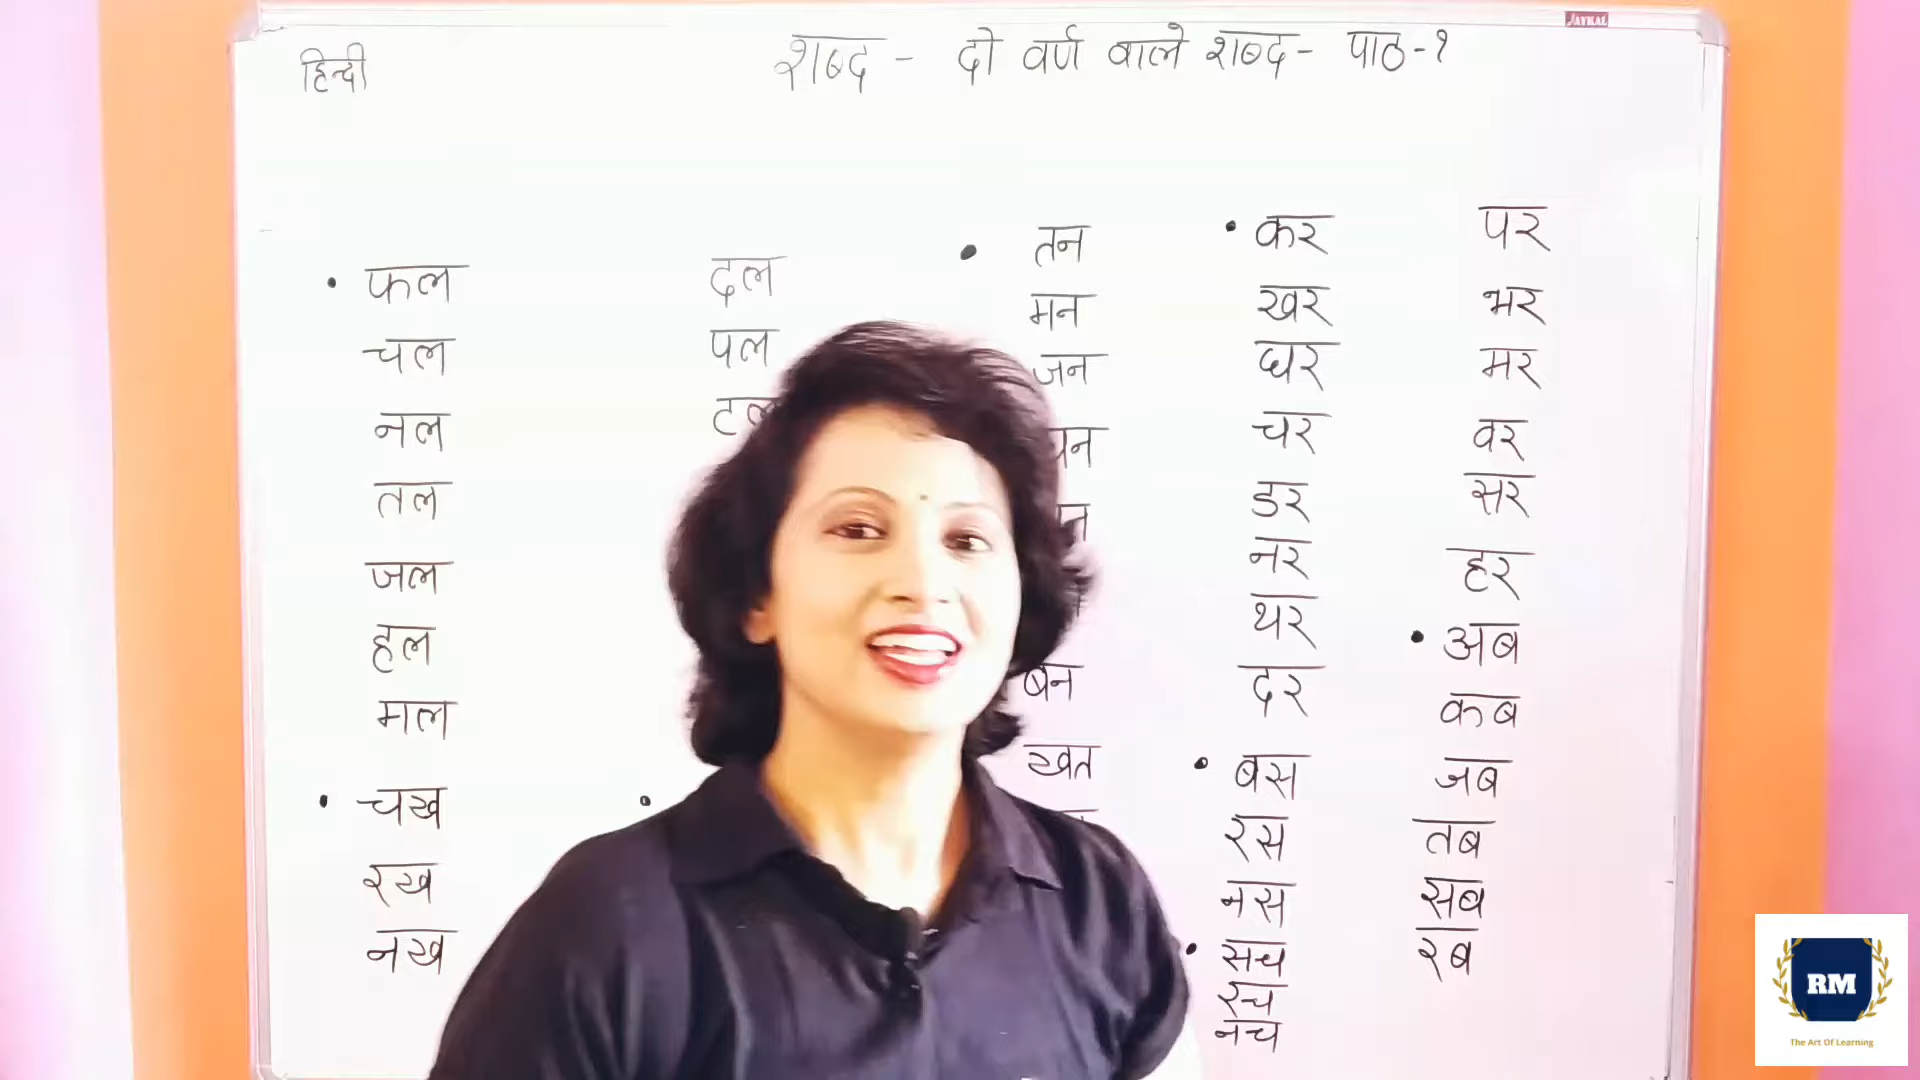 JAYKAL
हिन्दी
शब्द - दो वर्ण वाले शब्द - पाठ-१
• फल
चल
नल
तल
जल
हल
मल
• चख
रख
नख
दल
पल
टल
• तन
मन
जन
बन
खत
• कर
खर
घर
चर
डर
नर
थर
दर
• बस
रस
नस
• सच
रच
नच
पर
भर
मर
वर
सर
हर
• अब
कब
जब
तब
सब
रब
RM
The Art Of Learning